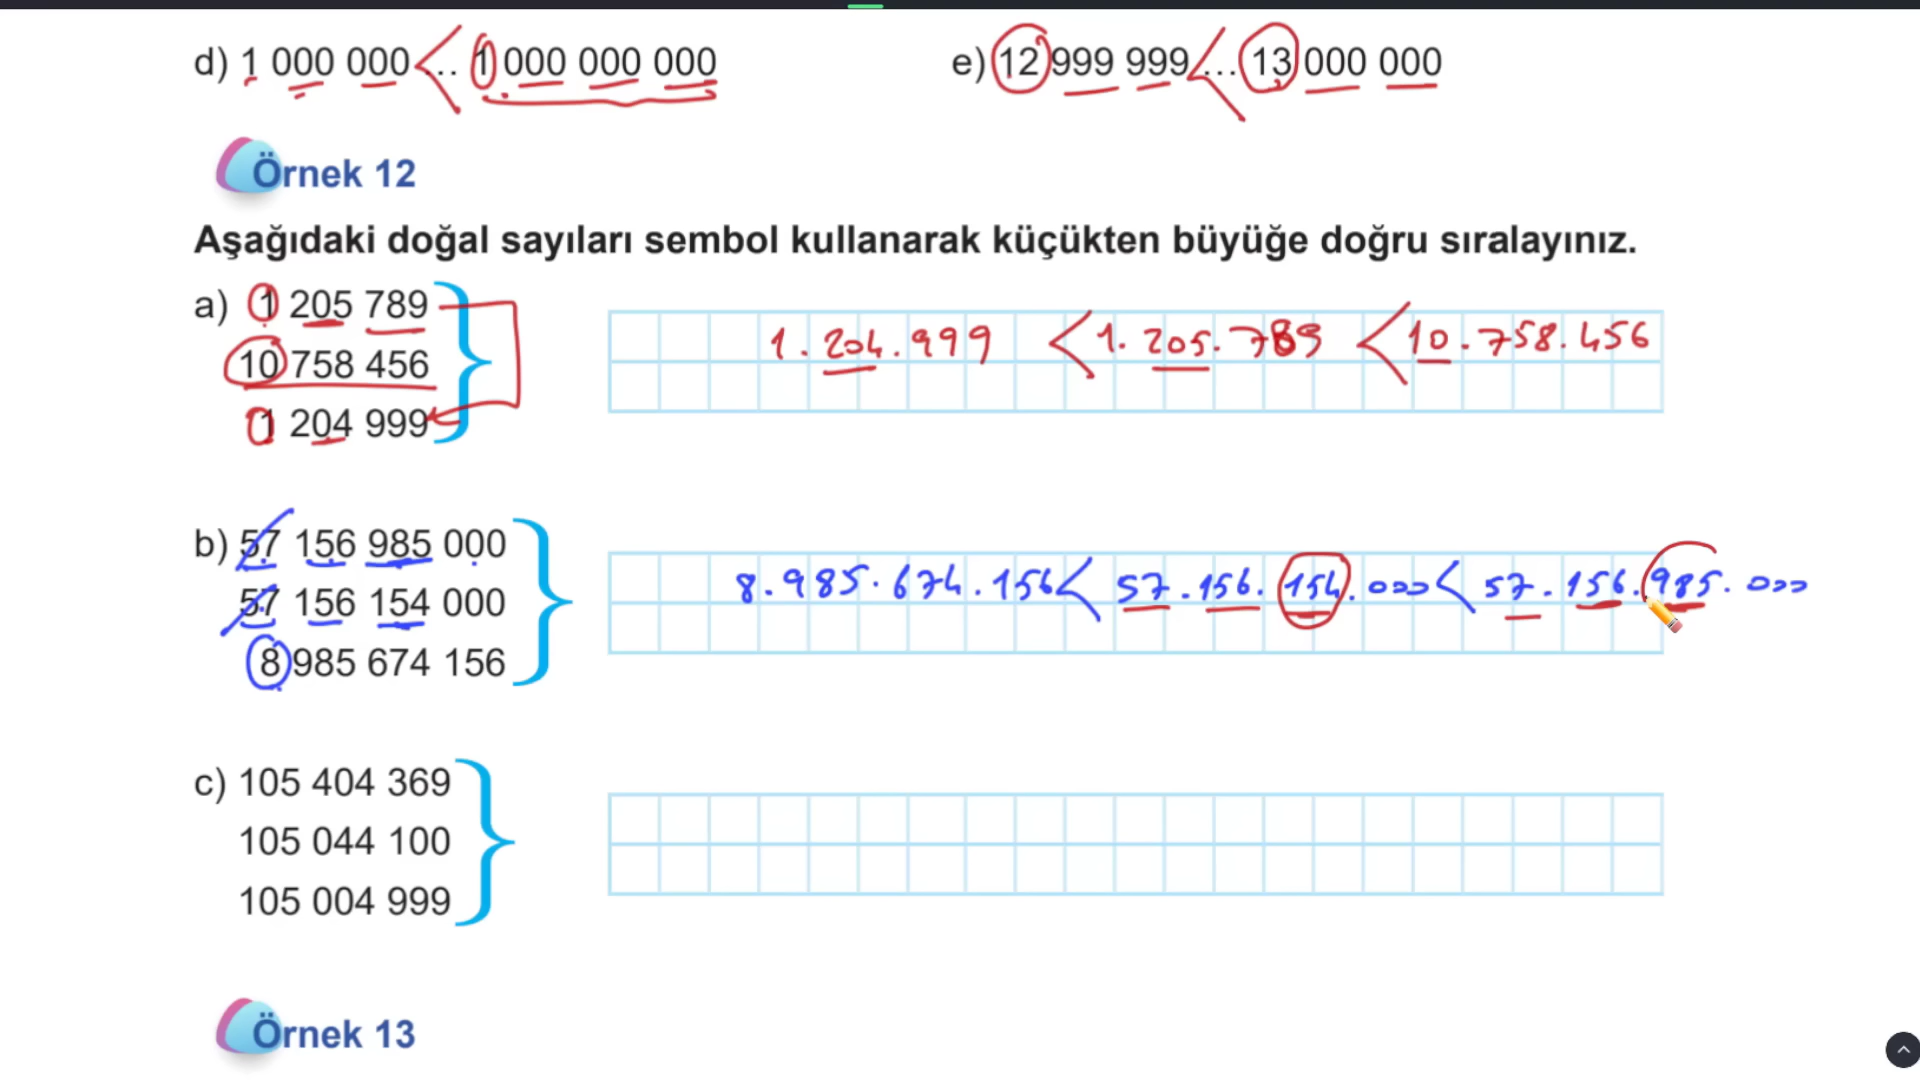 d) 1 000 000 < ... 1 000 000 000
e) 12 999 999 < ... 13 000 000
Örnek 12
Aşağıdaki doğal sayıları sembol kullanarak küçükten büyüğe doğru sıralayınız.
a) 1 205 789
10 758 456
1 204 999
1.204.999 < 1.205.789 < 10.758.456
b) 57 156 985 000
57 156 154 000
8 985 674 156
8.985.674.156 < 57.156.154.000 < 57.156.985.000
c) 105 404 369
105 044 100
105 004 999
Örnek 13